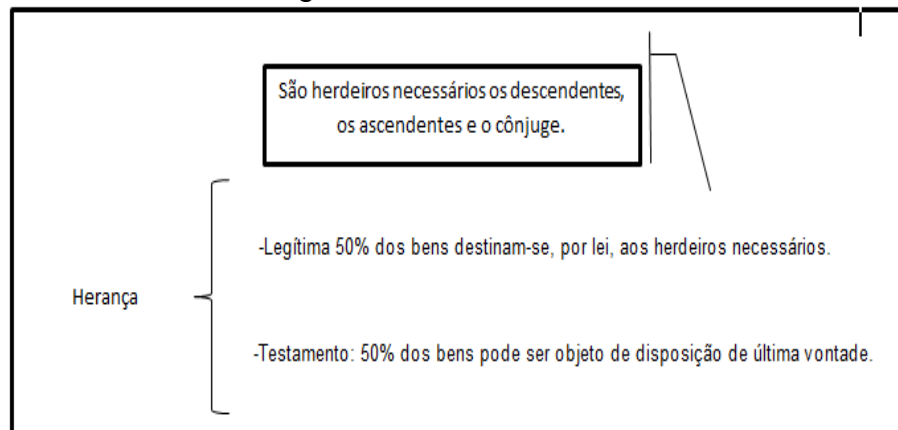 São herdeiros necessários os descendentes,
os ascendentes e o cônjuge.
-Legítima 50% dos bens destinam-se, por lei, aos herdeiros necessários.
Herança
-Testamento: 50% dos bens pode ser objeto de disposição de última vontade.